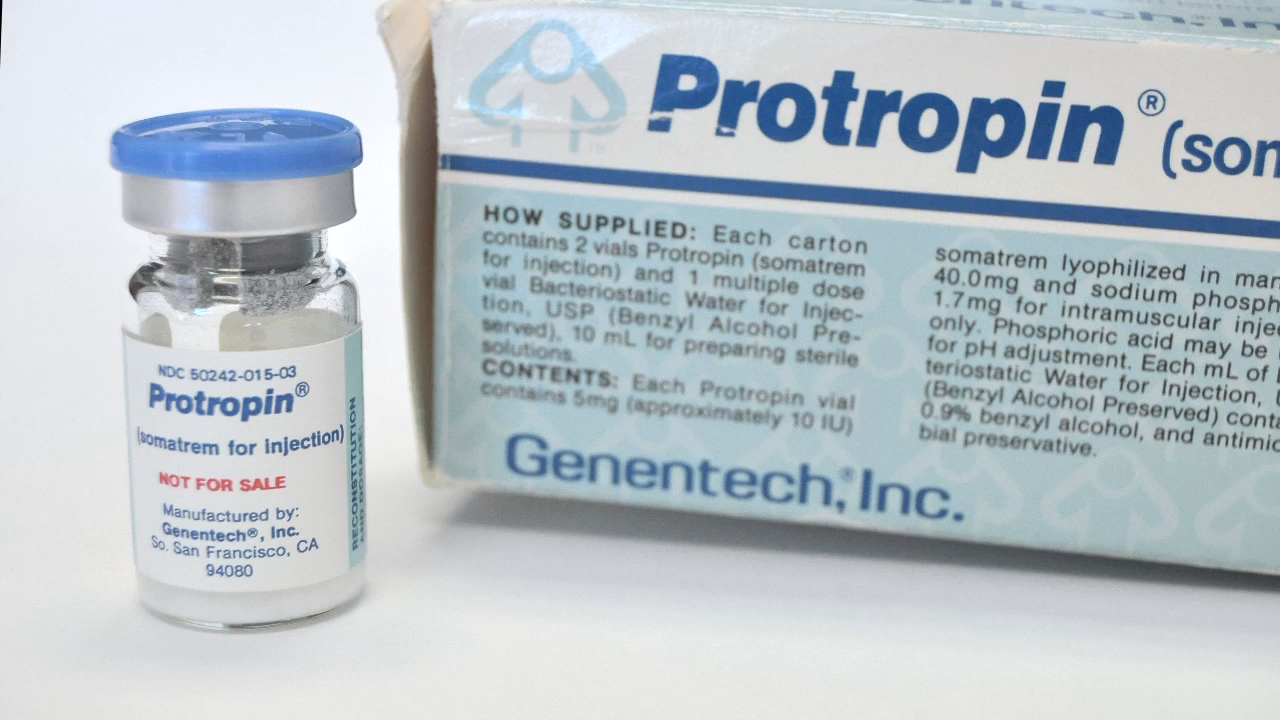 NDC 50242-015-03
Protropin®
(somatrem for injection)
NOT FOR SALE
Manufactured by:
Genentech®, Inc.
So. San Francisco, CA
94080
RECONSTITUTION
AND DOSAGE:
Protropin® (som
HOW SUPPLIED: Each carton
contains 2 vials Protropin (somatrem
for injection) and 1 multiple dose
vial Bacteriostatic Water for Injec-
tion, USP (Benzyl Alcohol Pre-
served), 10 mL for preparing sterile
solutions.
CONTENTS: Each Protropin vial
contains 5mg (approximately 10 IU)
somatrem lyophilized in man
40.0mg and sodium phosph
1.7mg for intramuscular injec
only. Phosphoric acid may be
for pH adjustment. Each mL of
teriostatic Water for Injection,
(Benzyl Alcohol Preserved) conta
0.9% benzyl alcohol, and antimic
bial preservative.
Genentech, Inc.